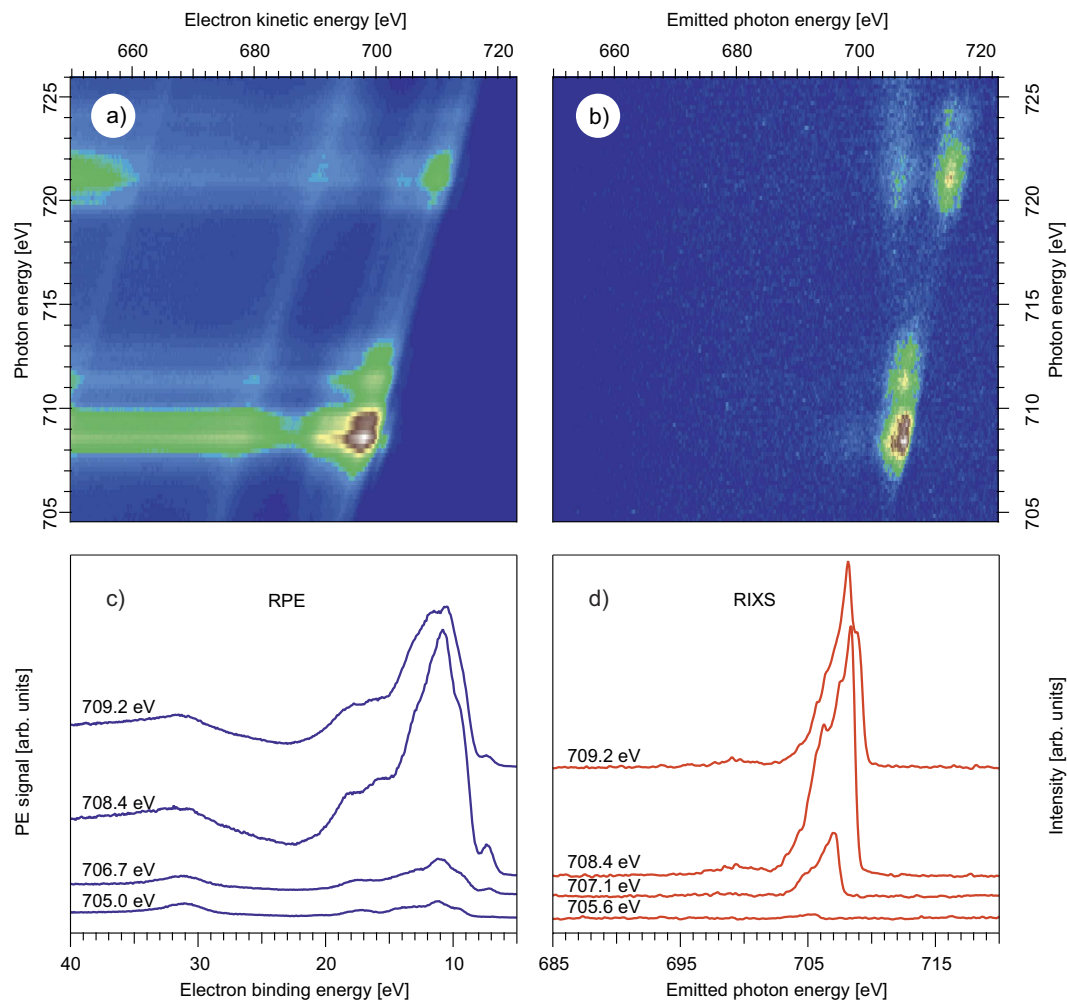 Electron kinetic energy [eV]
660 680 700 720
Emitted photon energy [eV]
660 680 700 720
Photon energy [eV]
725
720
715
710
705
a)
b)
725
720
715
710
705
Photon energy [eV]
PE signal [arb. units]
c)
RPE
709.2 eV
708.4 eV
706.7 eV
705.0 eV
40 30 20 10
Electron binding energy [eV]
d)
RIXS
709.2 eV
708.4 eV
707.1 eV
705.6 eV
685 695 705 715
Emitted photon energy [eV]
Intensity [arb. units]